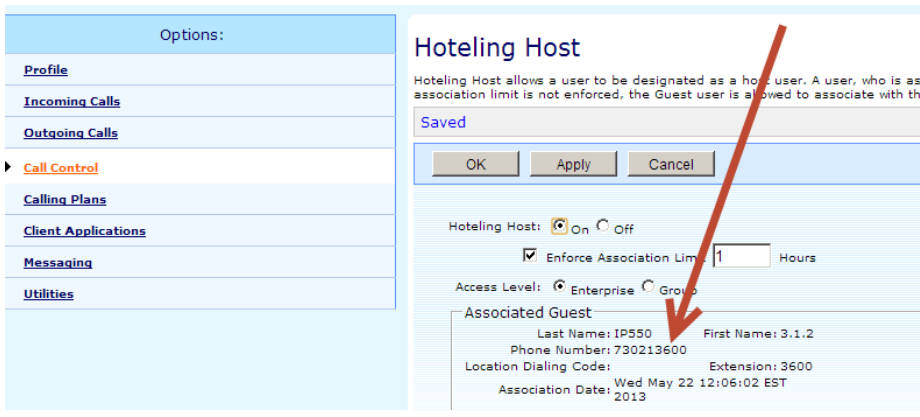 Options:
Profile
Incoming Calls
Outgoing Calls
Call Control
Calling Plans
Client Applications
Messaging
Utilities
Hoteling Host
Hoteling Host allows a user to be designated as a host user. A user, who is as
association limit is not enforced, the Guest user is allowed to associate with th
Saved
OK Apply Cancel
Hoteling Host: On Off
Enforce Association Limi 1 Hours
Access Level: Enterprise Group
Associated Guest
Last Name: IP550 First Name: 3.1.2
Phone Number: 730213600
Location Dialing Code: Extension: 3600
Association Date: Wed May 22 12:06:02 EST
2013